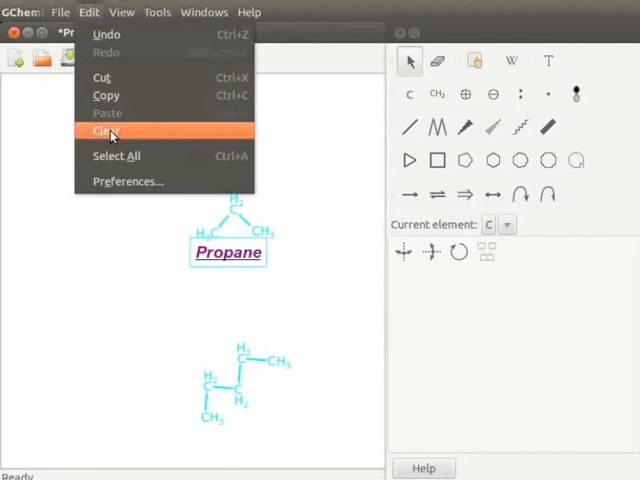 GChem File Edit View Tools Windows Help
*Pr
Undo Ctrl+Z
Redo
Cut Ctrl+X
Copy Ctrl+C
Paste
Clear
Select All Ctrl+A
Preferences...
W T
C CH2
Current element: C
H2
C
H3C CH3
Propane
H2
C CH3
H2
C C
H2
CH3
Help
Ready